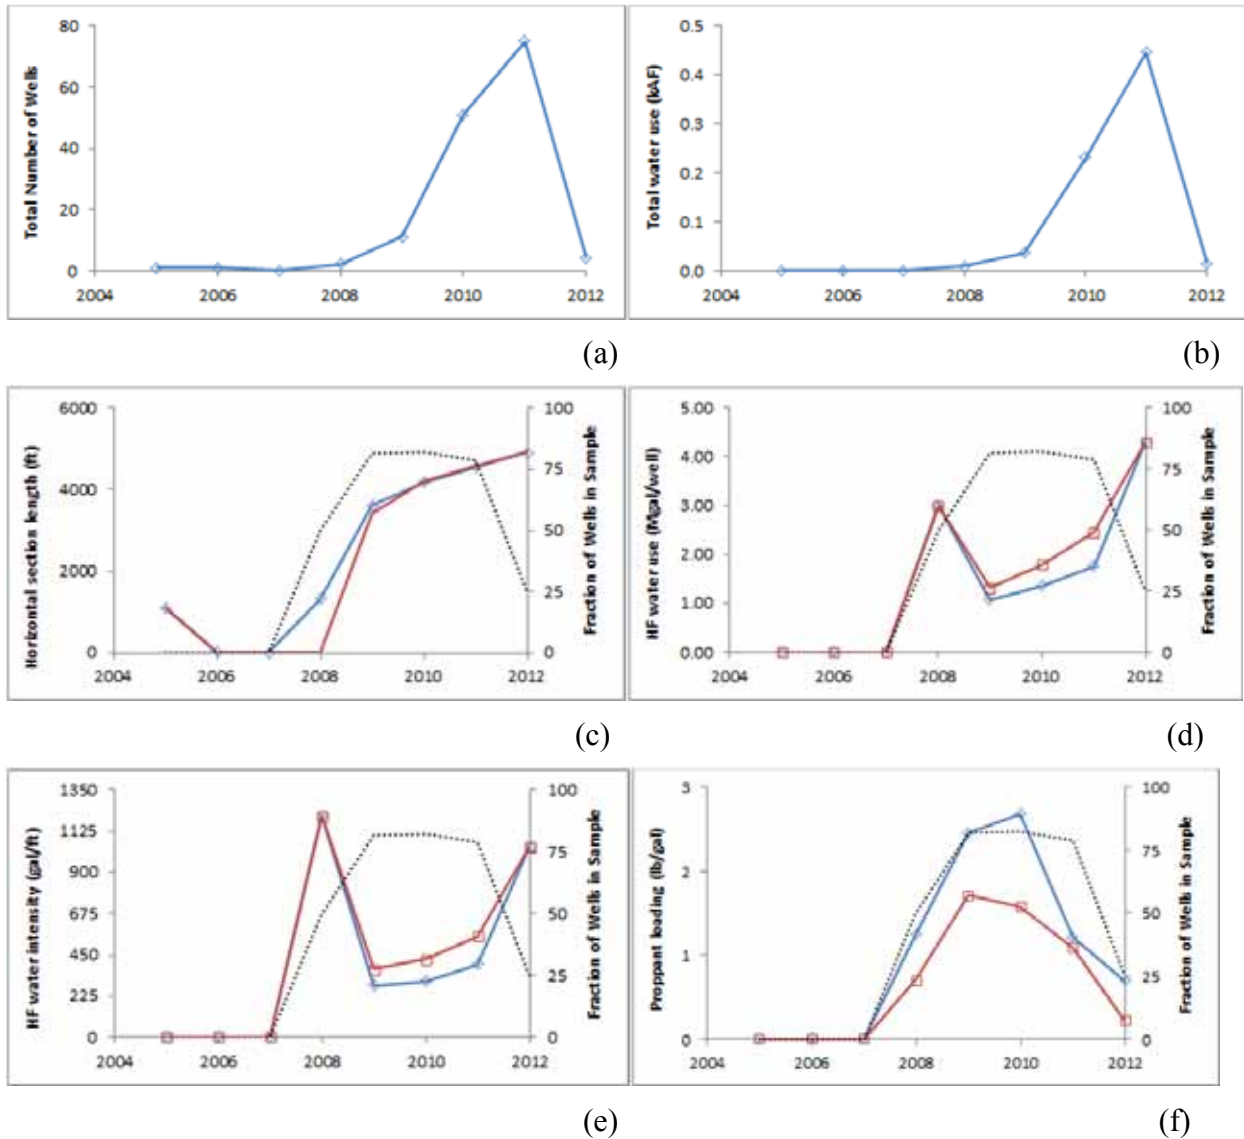 Total Number of Wells
80
60
40
20
0
2004 2006 2008 2010 2012
(a)
Total water use (kAF)
0.5
0.4
0.3
0.2
0.1
0.0
2004 2006 2008 2010 2012
(b)
Horizontal section length (ft)
6000
4000
2000
0
2004 2006 2008 2010 2012
100
75
50
25
0
Fraction of Wells in Sample
(c)
HF water use (Mgal/well)
5.00
4.00
3.00
2.00
1.00
0.00
2004 2006 2008 2010 2012
100
75
50
25
0
Fraction of Wells in Sample
(d)
HF water intensity (gal/ft)
1350
1125
900
675
450
225
0
2004 2006 2008 2010 2012
100
75
50
25
0
Fraction of Wells in Sample
(e)
Proppant loading (lb/gal)
3
2
1
0
2004 2006 2008 2010 2012
100
75
50
25
0
Fraction of Wells in Sample
(f)